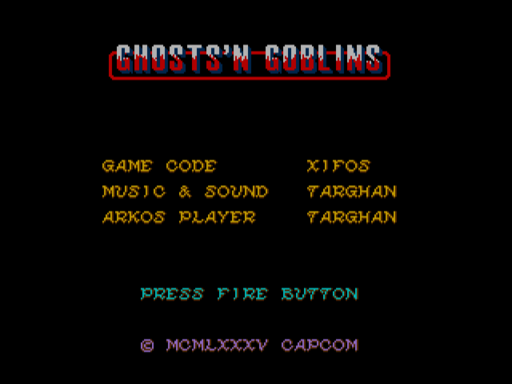 GHOSTS'N GOBLINS
GAME CODE XIFOS
MUSIC & SOUND TARGHAN
ARKOS PLAYER TARGHAN
PRESS FIRE BUTTON
© MCMLXXXV CAPCOM